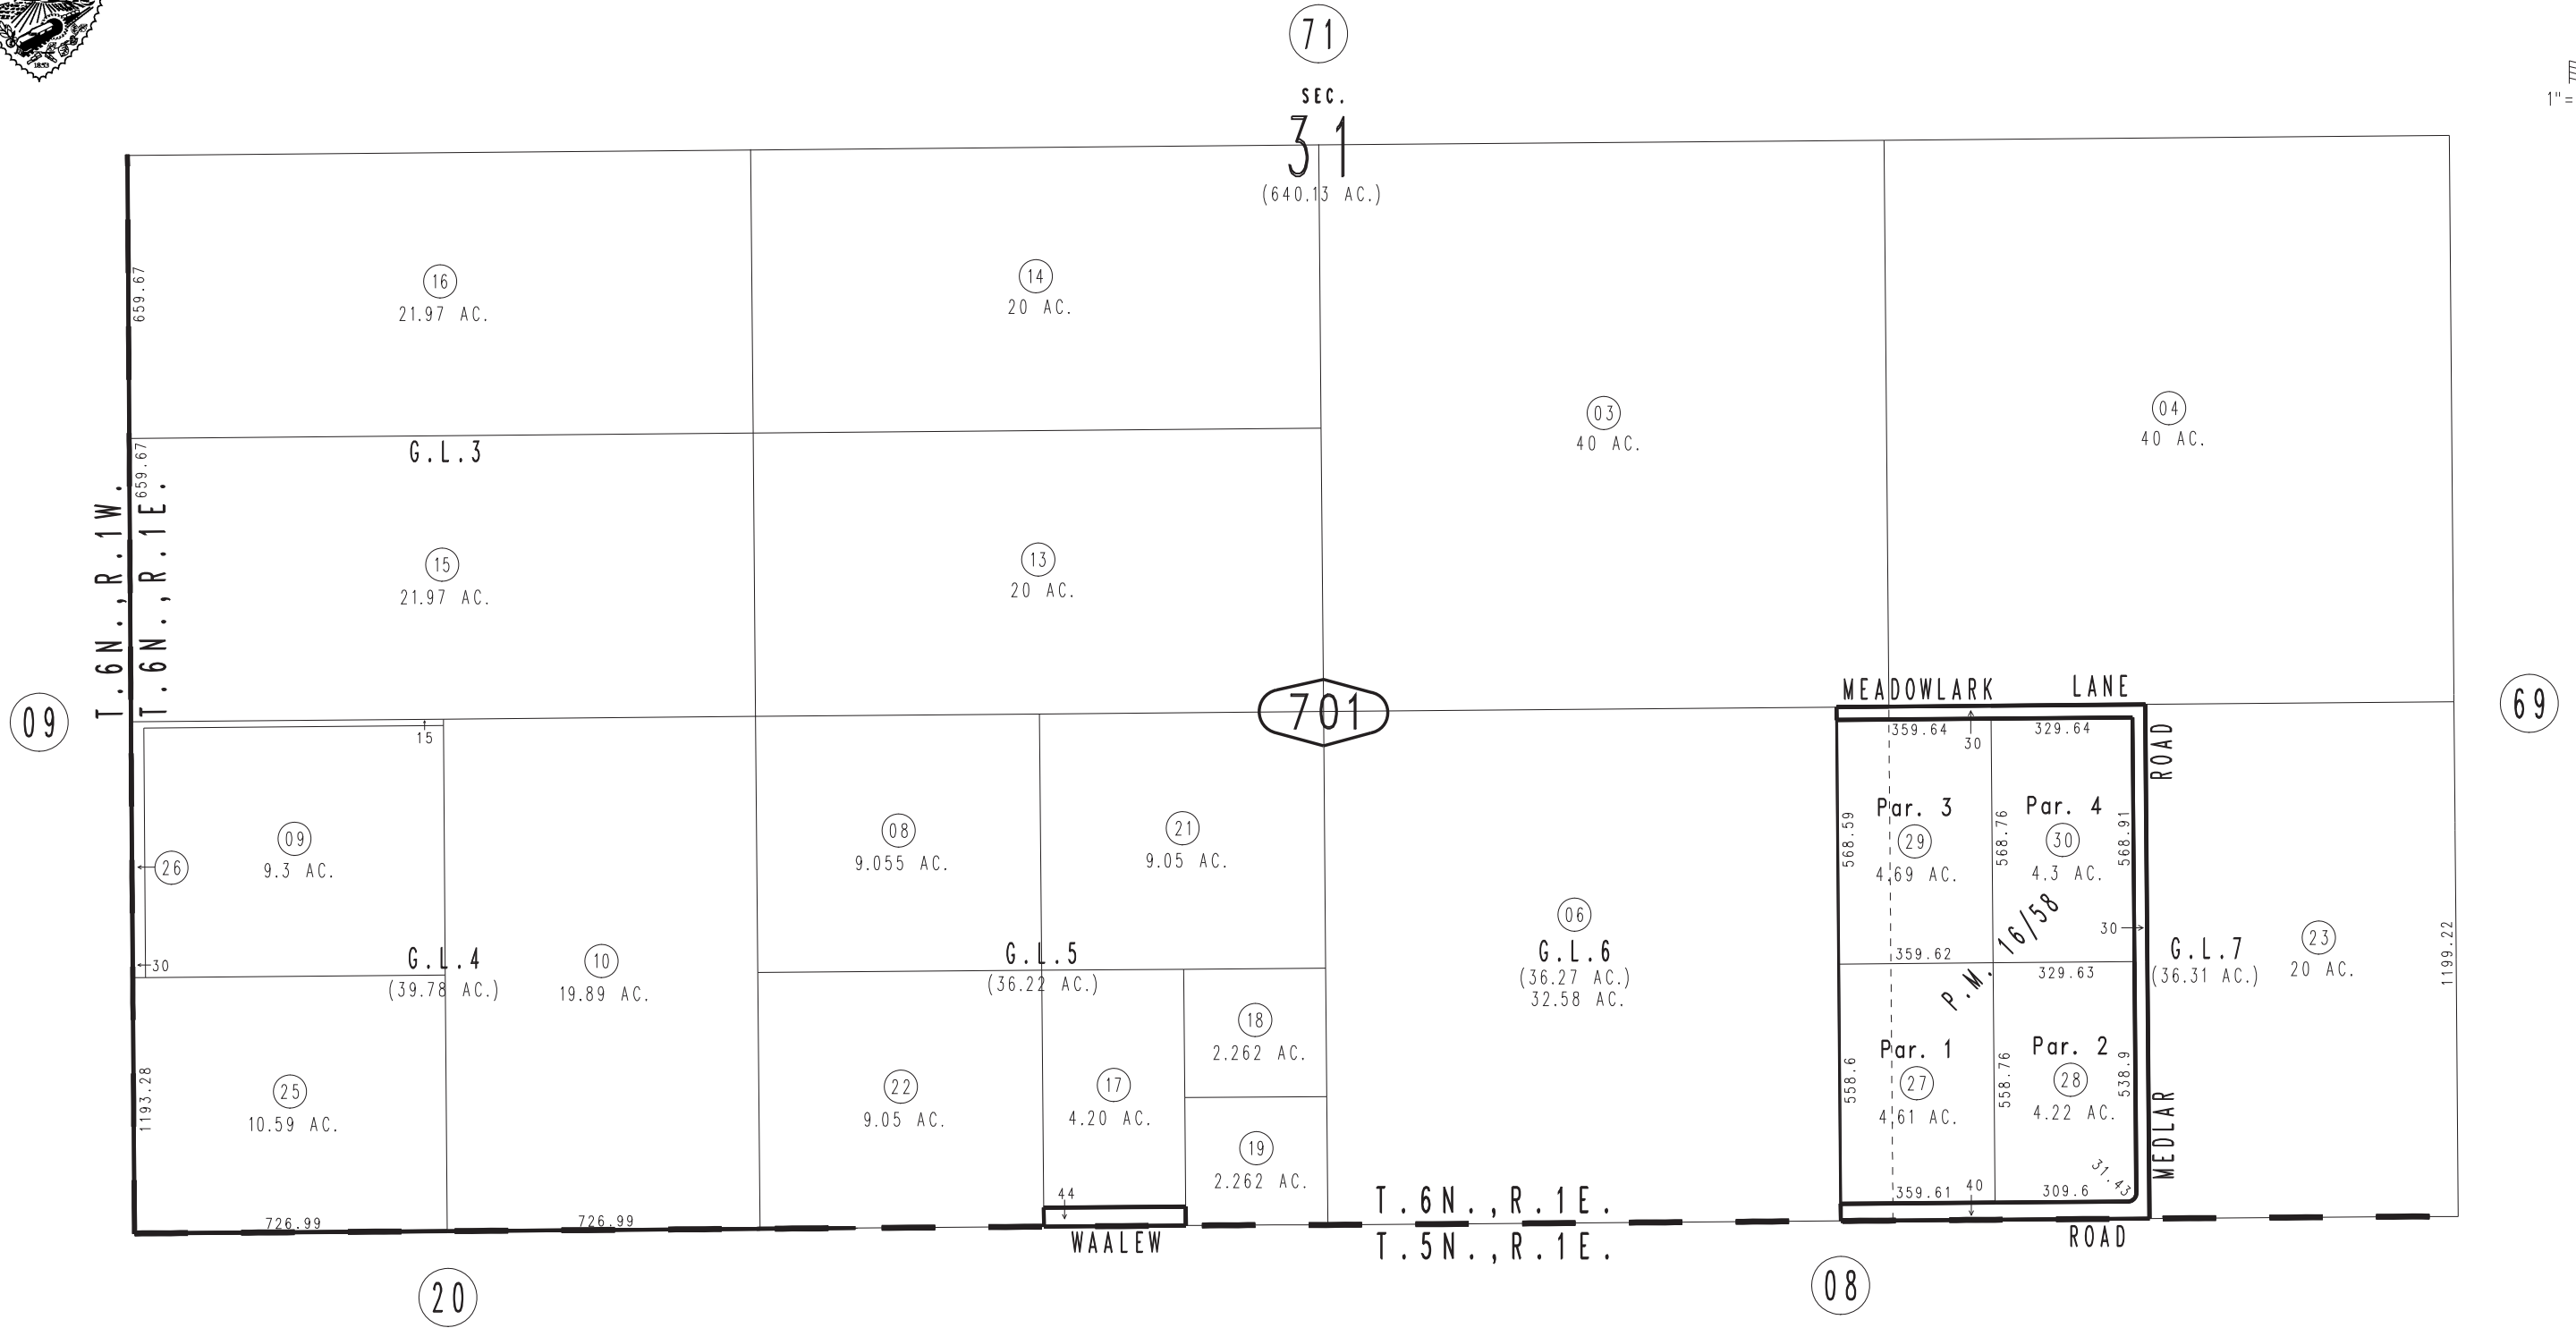 71
1853
SEC.
31
(640.13 AC.)
1"=
659.67
16
21.97 AC.
14
20 AC.
03
40 AC.
04
40 AC.
G.L.3
659.67
T.6N.,R.1W.
T.6N.,R.1E.
15
21.97 AC.
13
20 AC.
09
701
69
MEADOWLARK LANE
15
359.64
30
329.64
ROAD
09
9.3 AC.
26
08
9.055 AC.
21
9.05 AC.
Par. 3
29
4.69 AC.
568.59
568.76
Par. 4
30
4.3 AC.
568.91
P.M. 16/58
30
30
G.L.4
(39.78 AC.)
10
19.89 AC.
G.L.5
(36.22 AC.)
06
G.L.6
(36.27 AC.)
32.58 AC.
359.62
329.63
G.L.7
(36.31 AC.)
23
20 AC.
1199.22
1193.28
25
10.59 AC.
22
9.05 AC.
17
4.20 AC.
18
2.262 AC.
19
2.262 AC.
Par. 1
27
4.61 AC.
558.6
558.76
Par. 2
28
4.22 AC.
538.9
MEDLAR
31.43
44
359.61
40
309.6
726.99
726.99
T.6N.,R.1E.
WAALEW
T.5N.,R.1E.
ROAD
20
08